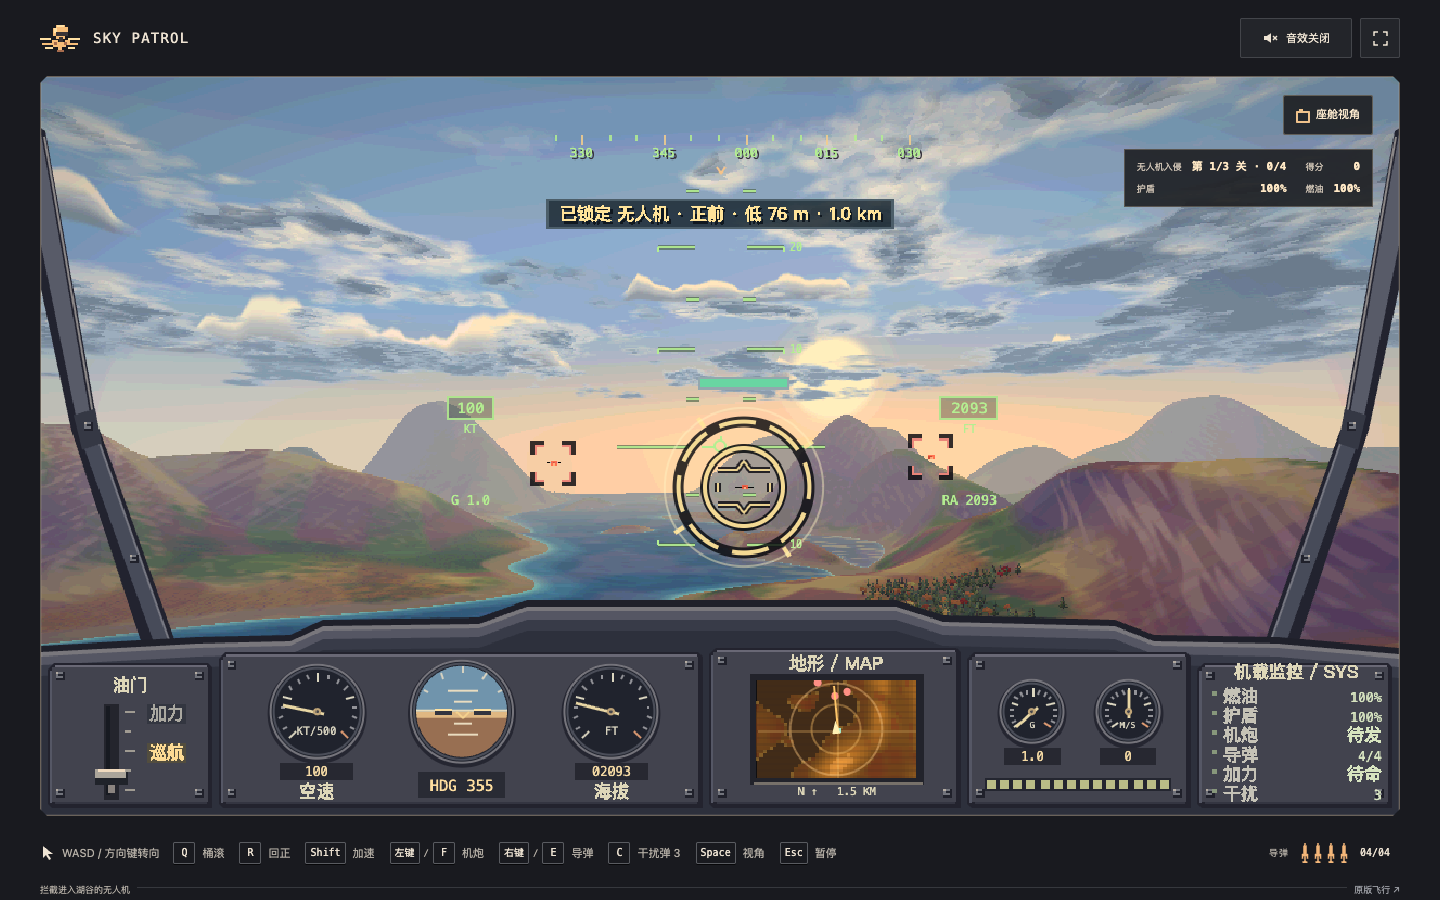 SKY PATROL
音效关闭
座舱视角
330 345 000 015 030
无人机入侵 第 1/3 关 · 0/4 得分 0
护盾 100% 燃油 100%
已锁定 无人机 · 正前 · 低 76 m · 1.0 km
20
10
100
KT
2093
FT
G 1.0
RA 2093
10
油门
加力
巡航
KT/500
100
空速
HDG 355
FT
02093
海拔
地形 / MAP
N ↑ 1.5 KM
G
1.0
M/S
0
机载监控 / SYS
燃油 100%
护盾 100%
机炮 待发
导弹 4/4
加力 待命
干扰 3
WASD / 方向键转向 Q 桶滚 R 回正 Shift 加速 左键 / F 机炮 右键 / E 导弹 C 干扰弹 3 Space 视角 Esc 暂停
导弹 04/04
拦截进入湖谷的无人机
原版飞行 ↗